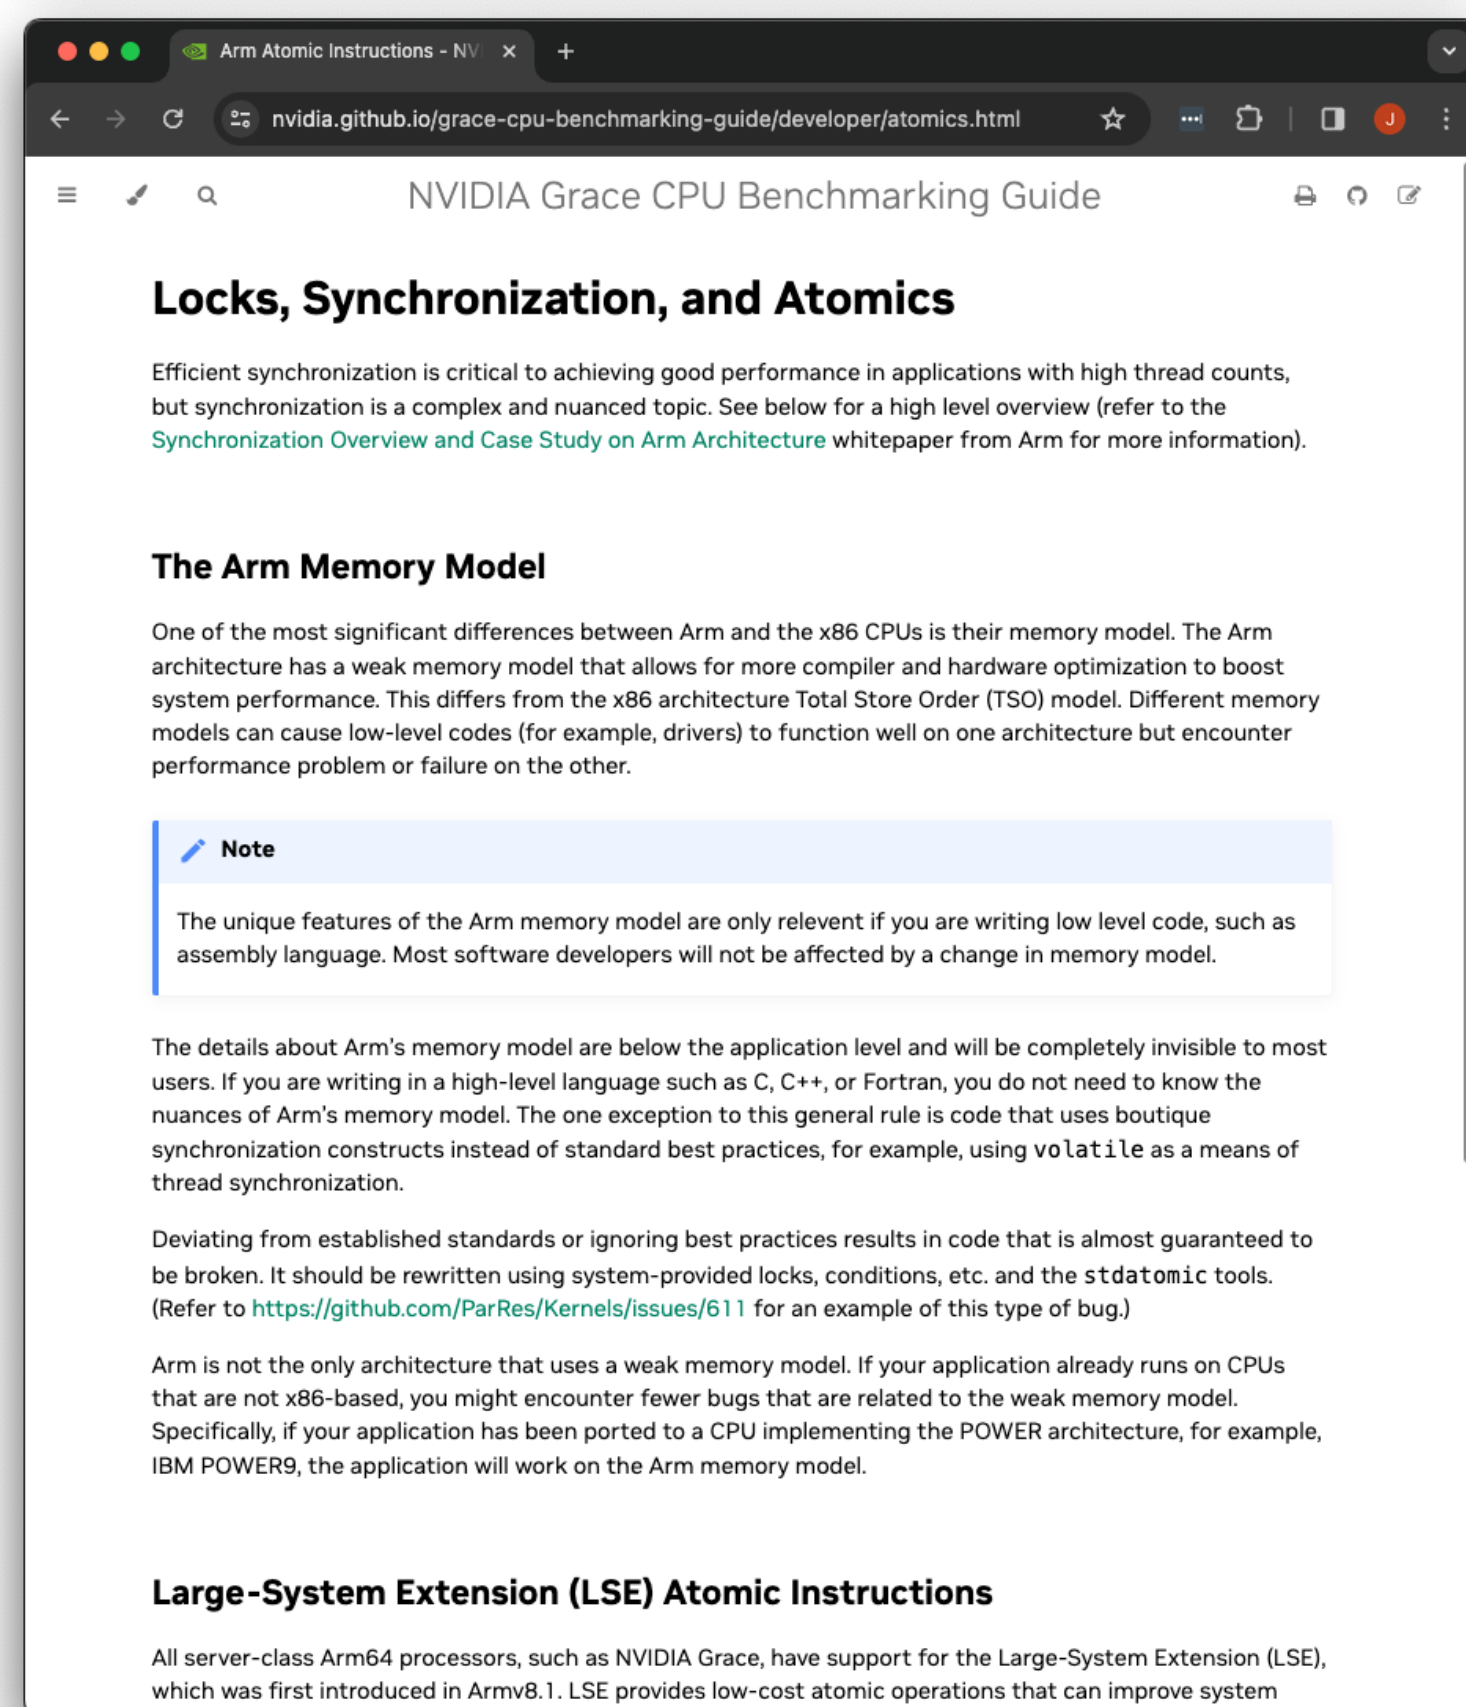 Arm Atomic Instructions - NV
nvidia.github.io/grace-cpu-benchmarking-guide/developer/atomics.html
J
NVIDIA Grace CPU Benchmarking Guide
Locks, Synchronization, and Atomics
Efficient synchronization is critical to achieving good performance in applications with high thread counts,
but synchronization is a complex and nuanced topic. See below for a high level overview (refer to the
Synchronization Overview and Case Study on Arm Architecture whitepaper from Arm for more information).
The Arm Memory Model
One of the most significant differences between Arm and the x86 CPUs is their memory model. The Arm
architecture has a weak memory model that allows for more compiler and hardware optimization to boost
system performance. This differs from the x86 architecture Total Store Order (TSO) model. Different memory
models can cause low-level codes (for example, drivers) to function well on one architecture but encounter
performance problem or failure on the other.
Note
The unique features of the Arm memory model are only relevent if you are writing low level code, such as
assembly language. Most software developers will not be affected by a change in memory model.
The details about Arm's memory model are below the application level and will be completely invisible to most
users. If you are writing in a high-level language such as C, C++, or Fortran, you do not need to know the
nuances of Arm's memory model. The one exception to this general rule is code that uses boutique
synchronization constructs instead of standard best practices, for example, using volatile as a means of
thread synchronization.
Deviating from established standards or ignoring best practices results in code that is almost guaranteed to
be broken. It should be rewritten using system-provided locks, conditions, etc. and the stdatomic tools.
(Refer to https://github.com/ParRes/Kernels/issues/611 for an example of this type of bug.)
Arm is not the only architecture that uses a weak memory model. If your application already runs on CPUs
that are not x86-based, you might encounter fewer bugs that are related to the weak memory model.
Specifically, if your application has been ported to a CPU implementing the POWER architecture, for example,
IBM POWER9, the application will work on the Arm memory model.
Large-System Extension (LSE) Atomic Instructions
All server-class Arm64 processors, such as NVIDIA Grace, have support for the Large-System Extension (LSE),
which was first introduced in Armv8.1. LSE provides low-cost atomic operations that can improve system